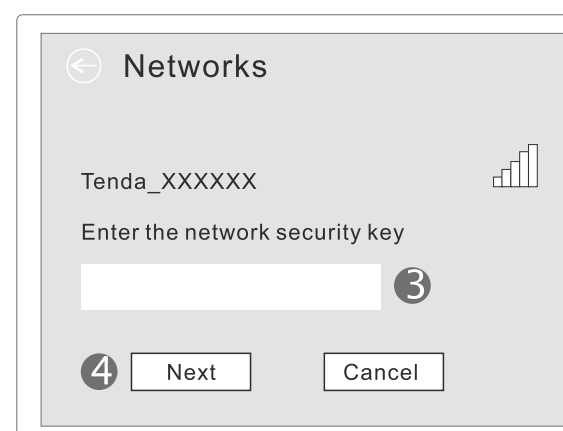 Networks
Tenda_XXXXXX
Enter the network security key
3
4 Next Cancel